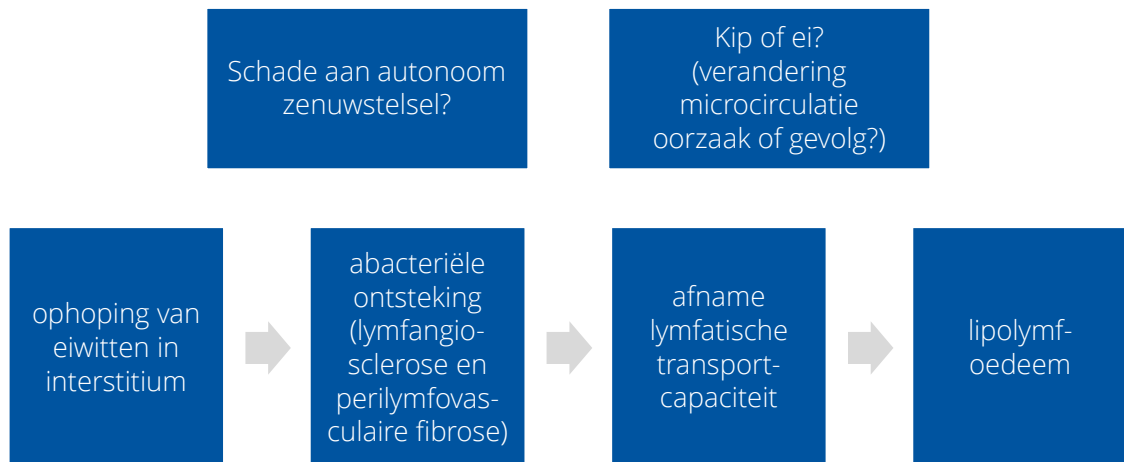 Schade aan autonoom
zenuwstelsel?
Kip of ei?
(verandering
microcirculatie
oorzaak of gevolg?)
ophoping van
eiwitten in
interstitium
abacteriële
ontsteking
(lymfangio-
sclerose en
perilymfovas-
culaire fibrose)
afname
lymfatische
transport-
capaciteit
lipolymf-
oedeem